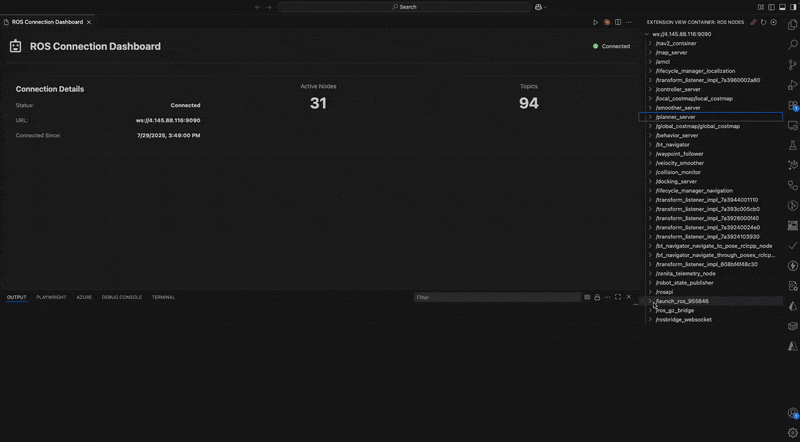 Search
ROS Connection Dashboard
EXTENSION VIEW CONTAINER: ROS NODES
ROS Connection Dashboard
Connected
Connection Details
Status:
Connected
URL:
ws://4.145.88.116:9090
Connected Since:
7/29/2025, 3:49:00 PM
Active Nodes
31
Topics
94
OUTPUT
PLAYWRIGHT
AZURE
DEBUG CONSOLE
TERMINAL
Filter
ws://4.145.88.116:9090
/nav2_container
/map_server
/amcl
/lifecycle_manager_localization
/transform_listener_impl_7a3960002a80
/controller_server
/local_costmap/local_costmap
/smoother_server
/planner_server
/global_costmap/global_costmap
/behavior_server
/bt_navigator
/waypoint_follower
/velocity_smoother
/collision_monitor
/docking_server
/lifecycle_manager_navigation
/transform_listener_impl_7a3944001110
/transform_listener_impl_7a393c005cb0
/transform_listener_impl_7a3928000f40
/transform_listener_impl_7a39240024e0
/transform_listener_impl_7a3924103930
/bt_navigator_navigate_to_pose_rclcpp_node
/bt_navigator_navigate_through_poses_rclcp...
/transform_listener_impl_608bf4f48c30
/zenita_telemetry_node
/robot_state_publisher
/rosapi
/launch_ros_955846
/ros_gz_bridge
/rosbridge_websocket